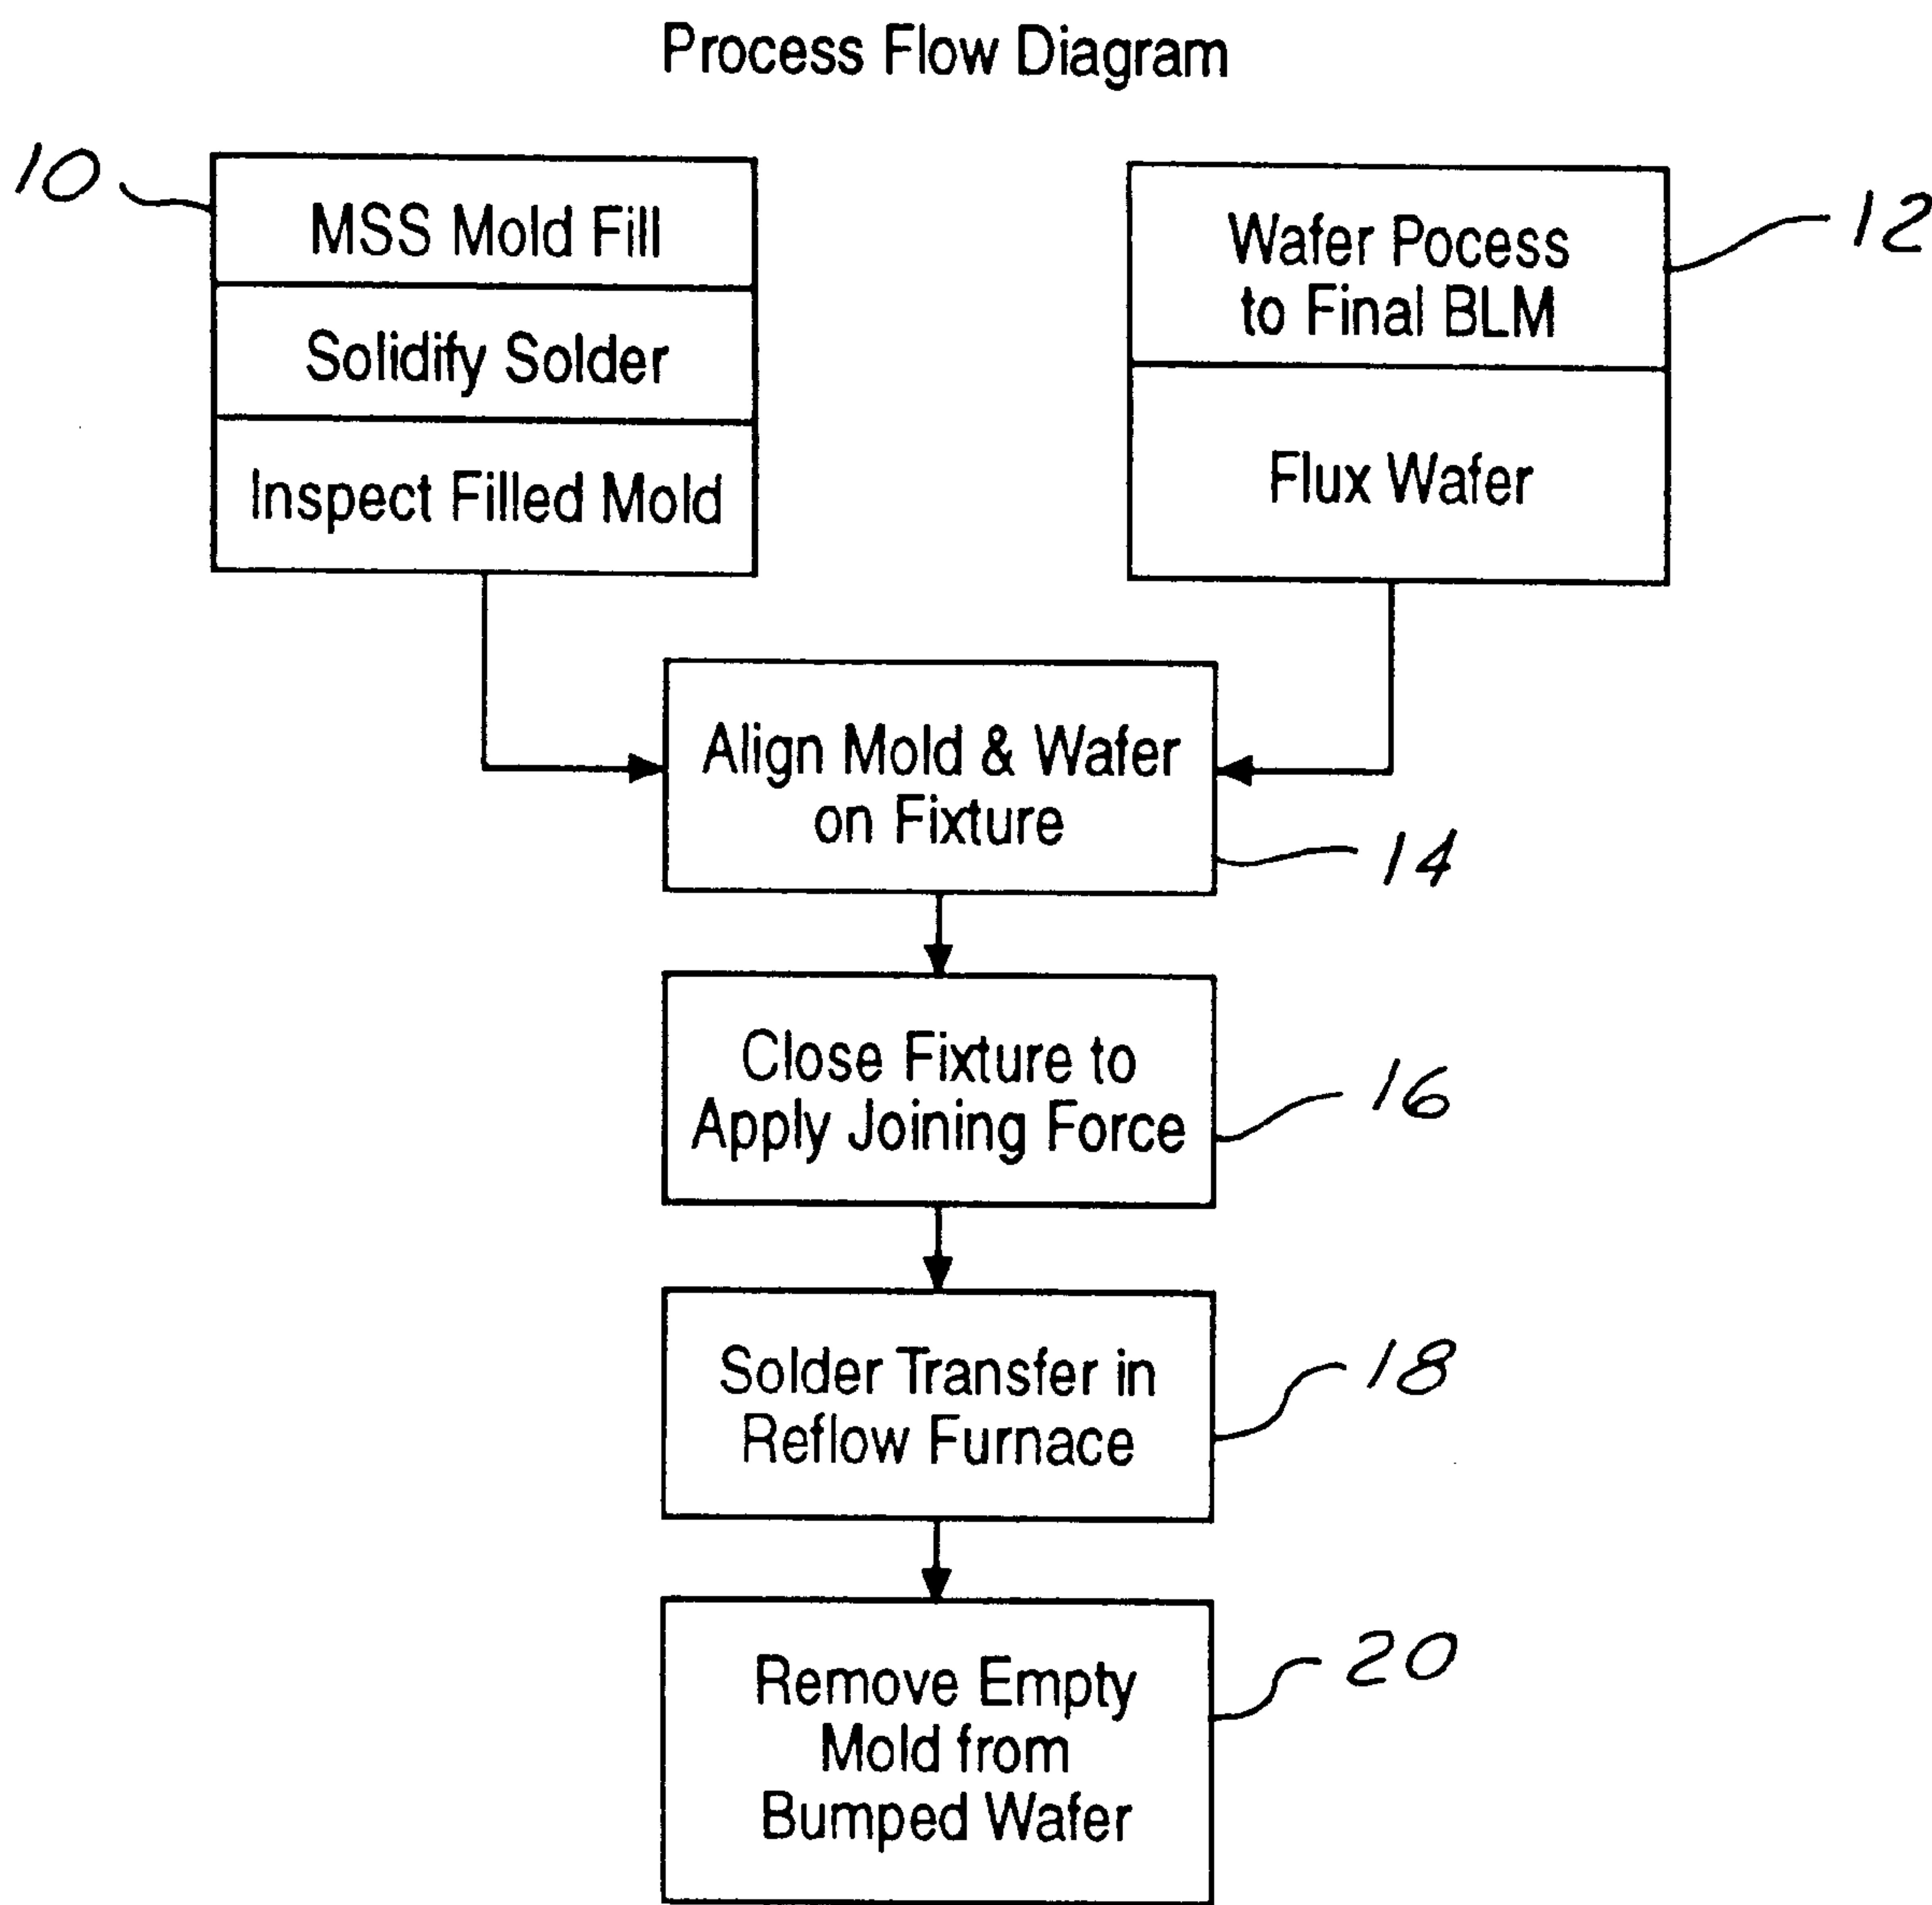 Process Flow Diagram
10
MSS Mold Fill
Solidify Solder
Inspect Filled Mold
12
Wafer Pocess
to Final BLM
Flux Wafer
Align Mold & Wafer
on Fixture
14
Close Fixture to
Apply Joining Force
16
Solder Transfer in
Reflow Furnace
18
Remove Empty
Mold from
Bumped Wafer
20